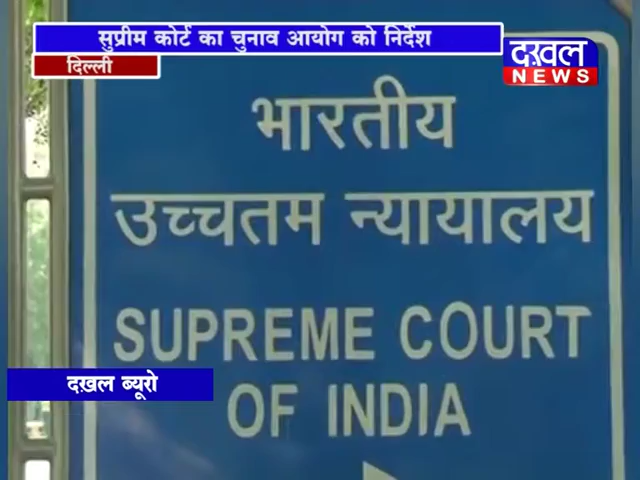 सुप्रीम कोर्ट का चुनाव आयोग को निर्देश
दिल्ली
दख़ल
NEWS
भारतीय
उच्चतम न्यायालय
SUPREME COURT
OF INDIA
दख़ल ब्यूरो